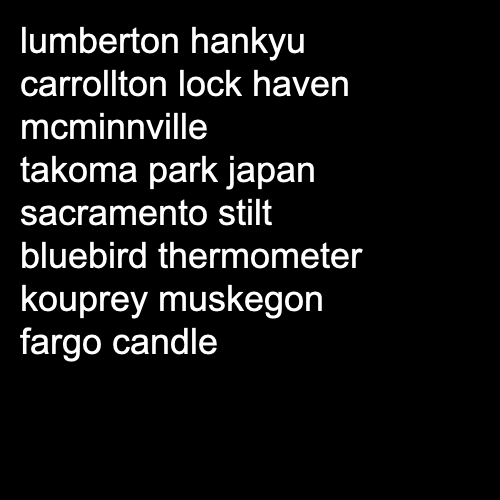 lumberton hankyu
carrollton lock haven
mcminnville
takoma park japan
sacramento stilt
bluebird thermometer
kouprey muskegon
fargo candle